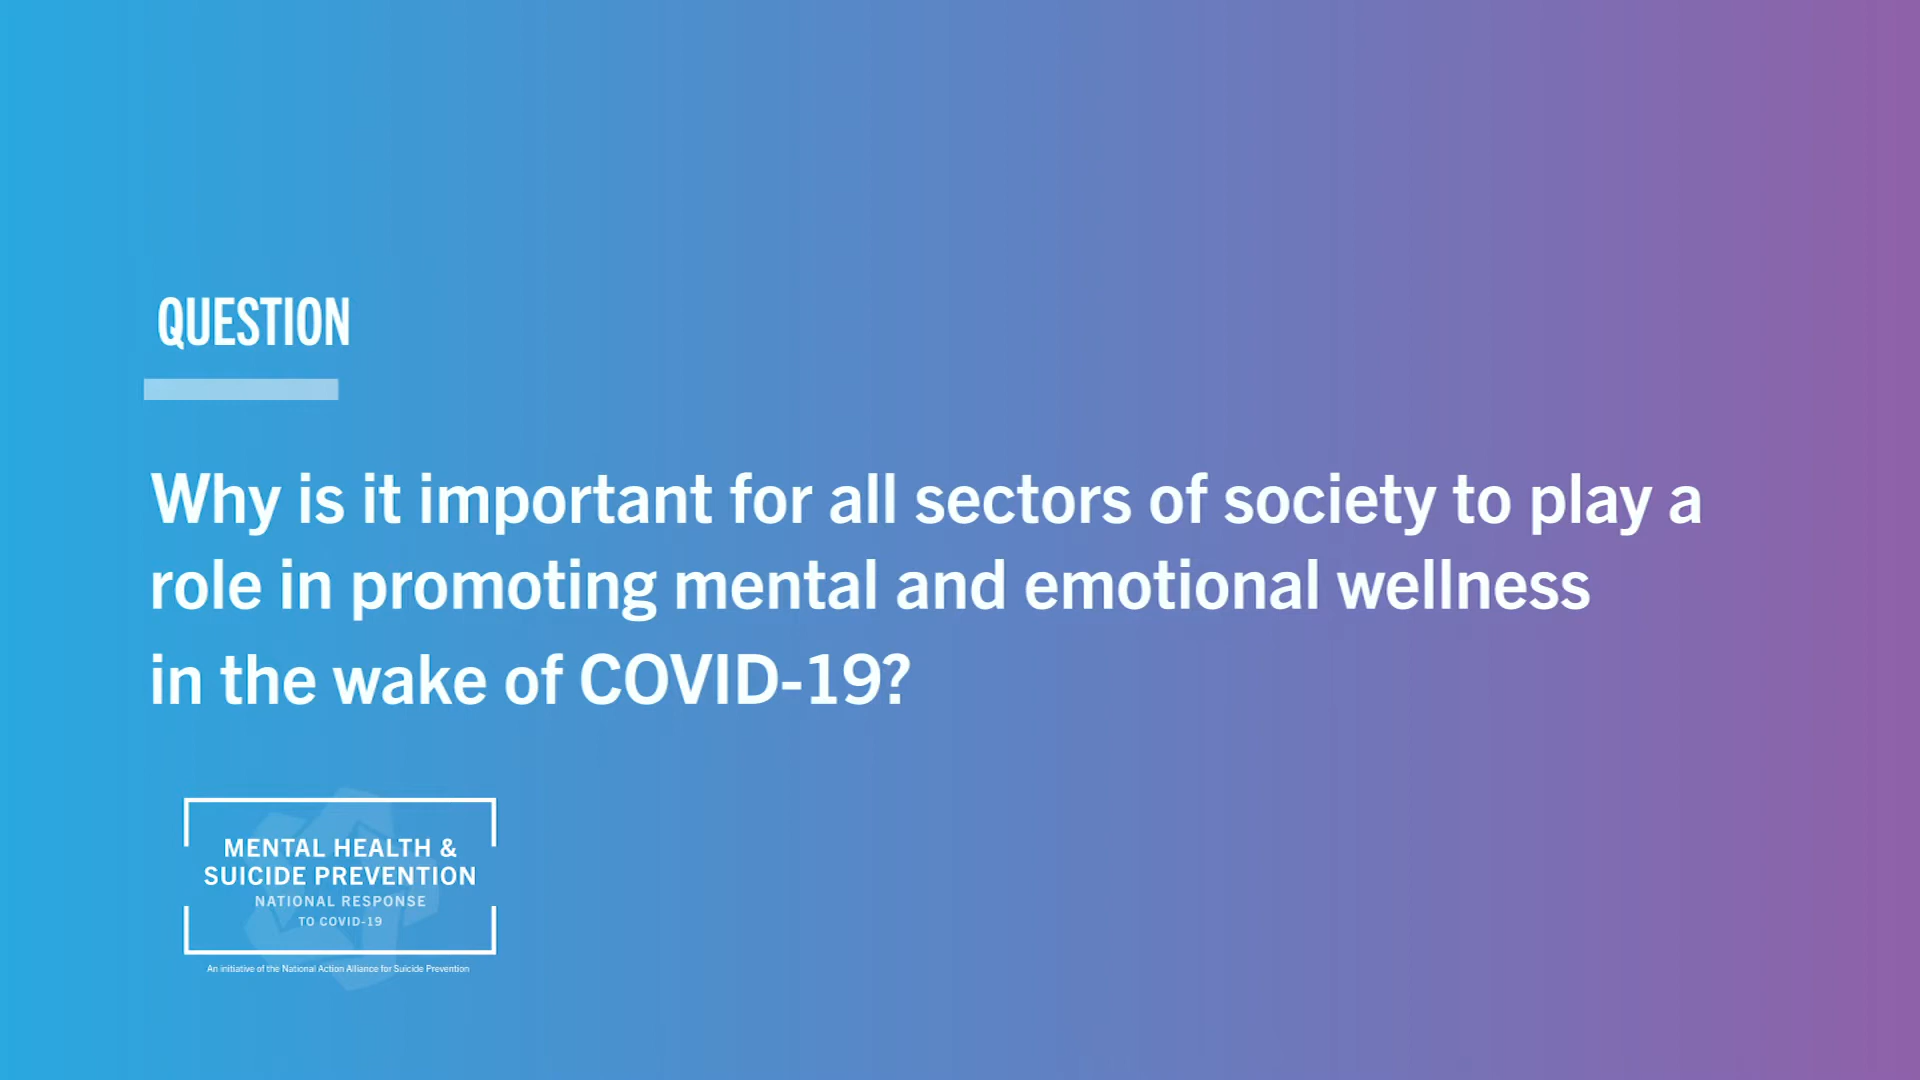 QUESTION
Why is it important for all sectors of society to play a
role in promoting mental and emotional wellness
in the wake of COVID-19?
MENTAL HEALTH &
SUICIDE PREVENTION
NATIONAL RESPONSE
TO COVID-19
An initiative of the National Action Alliance for Suicide Prevention